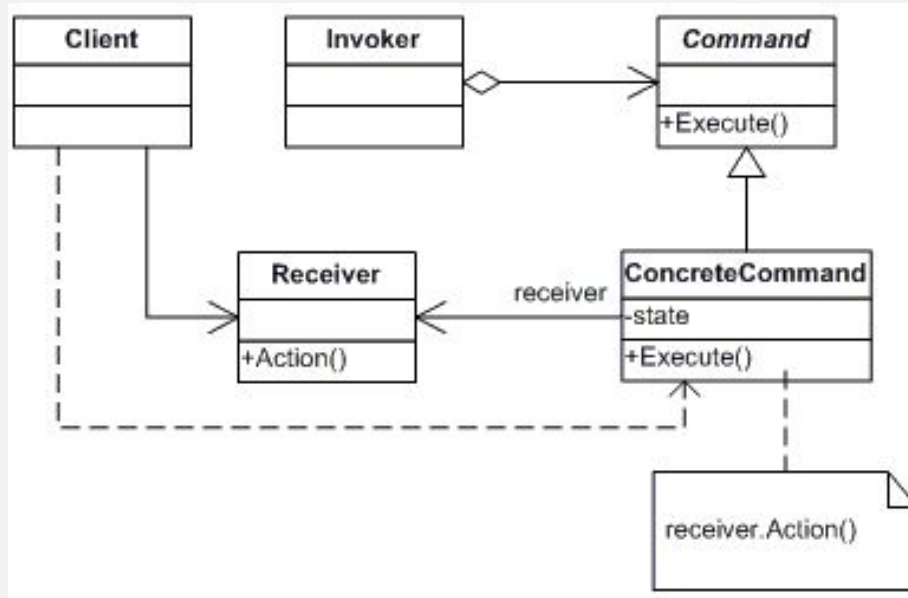 Client
Invoker
Command
+Execute()
Receiver
+Action()
receiver
ConcreteCommand
-state
+Execute()
receiver.Action()